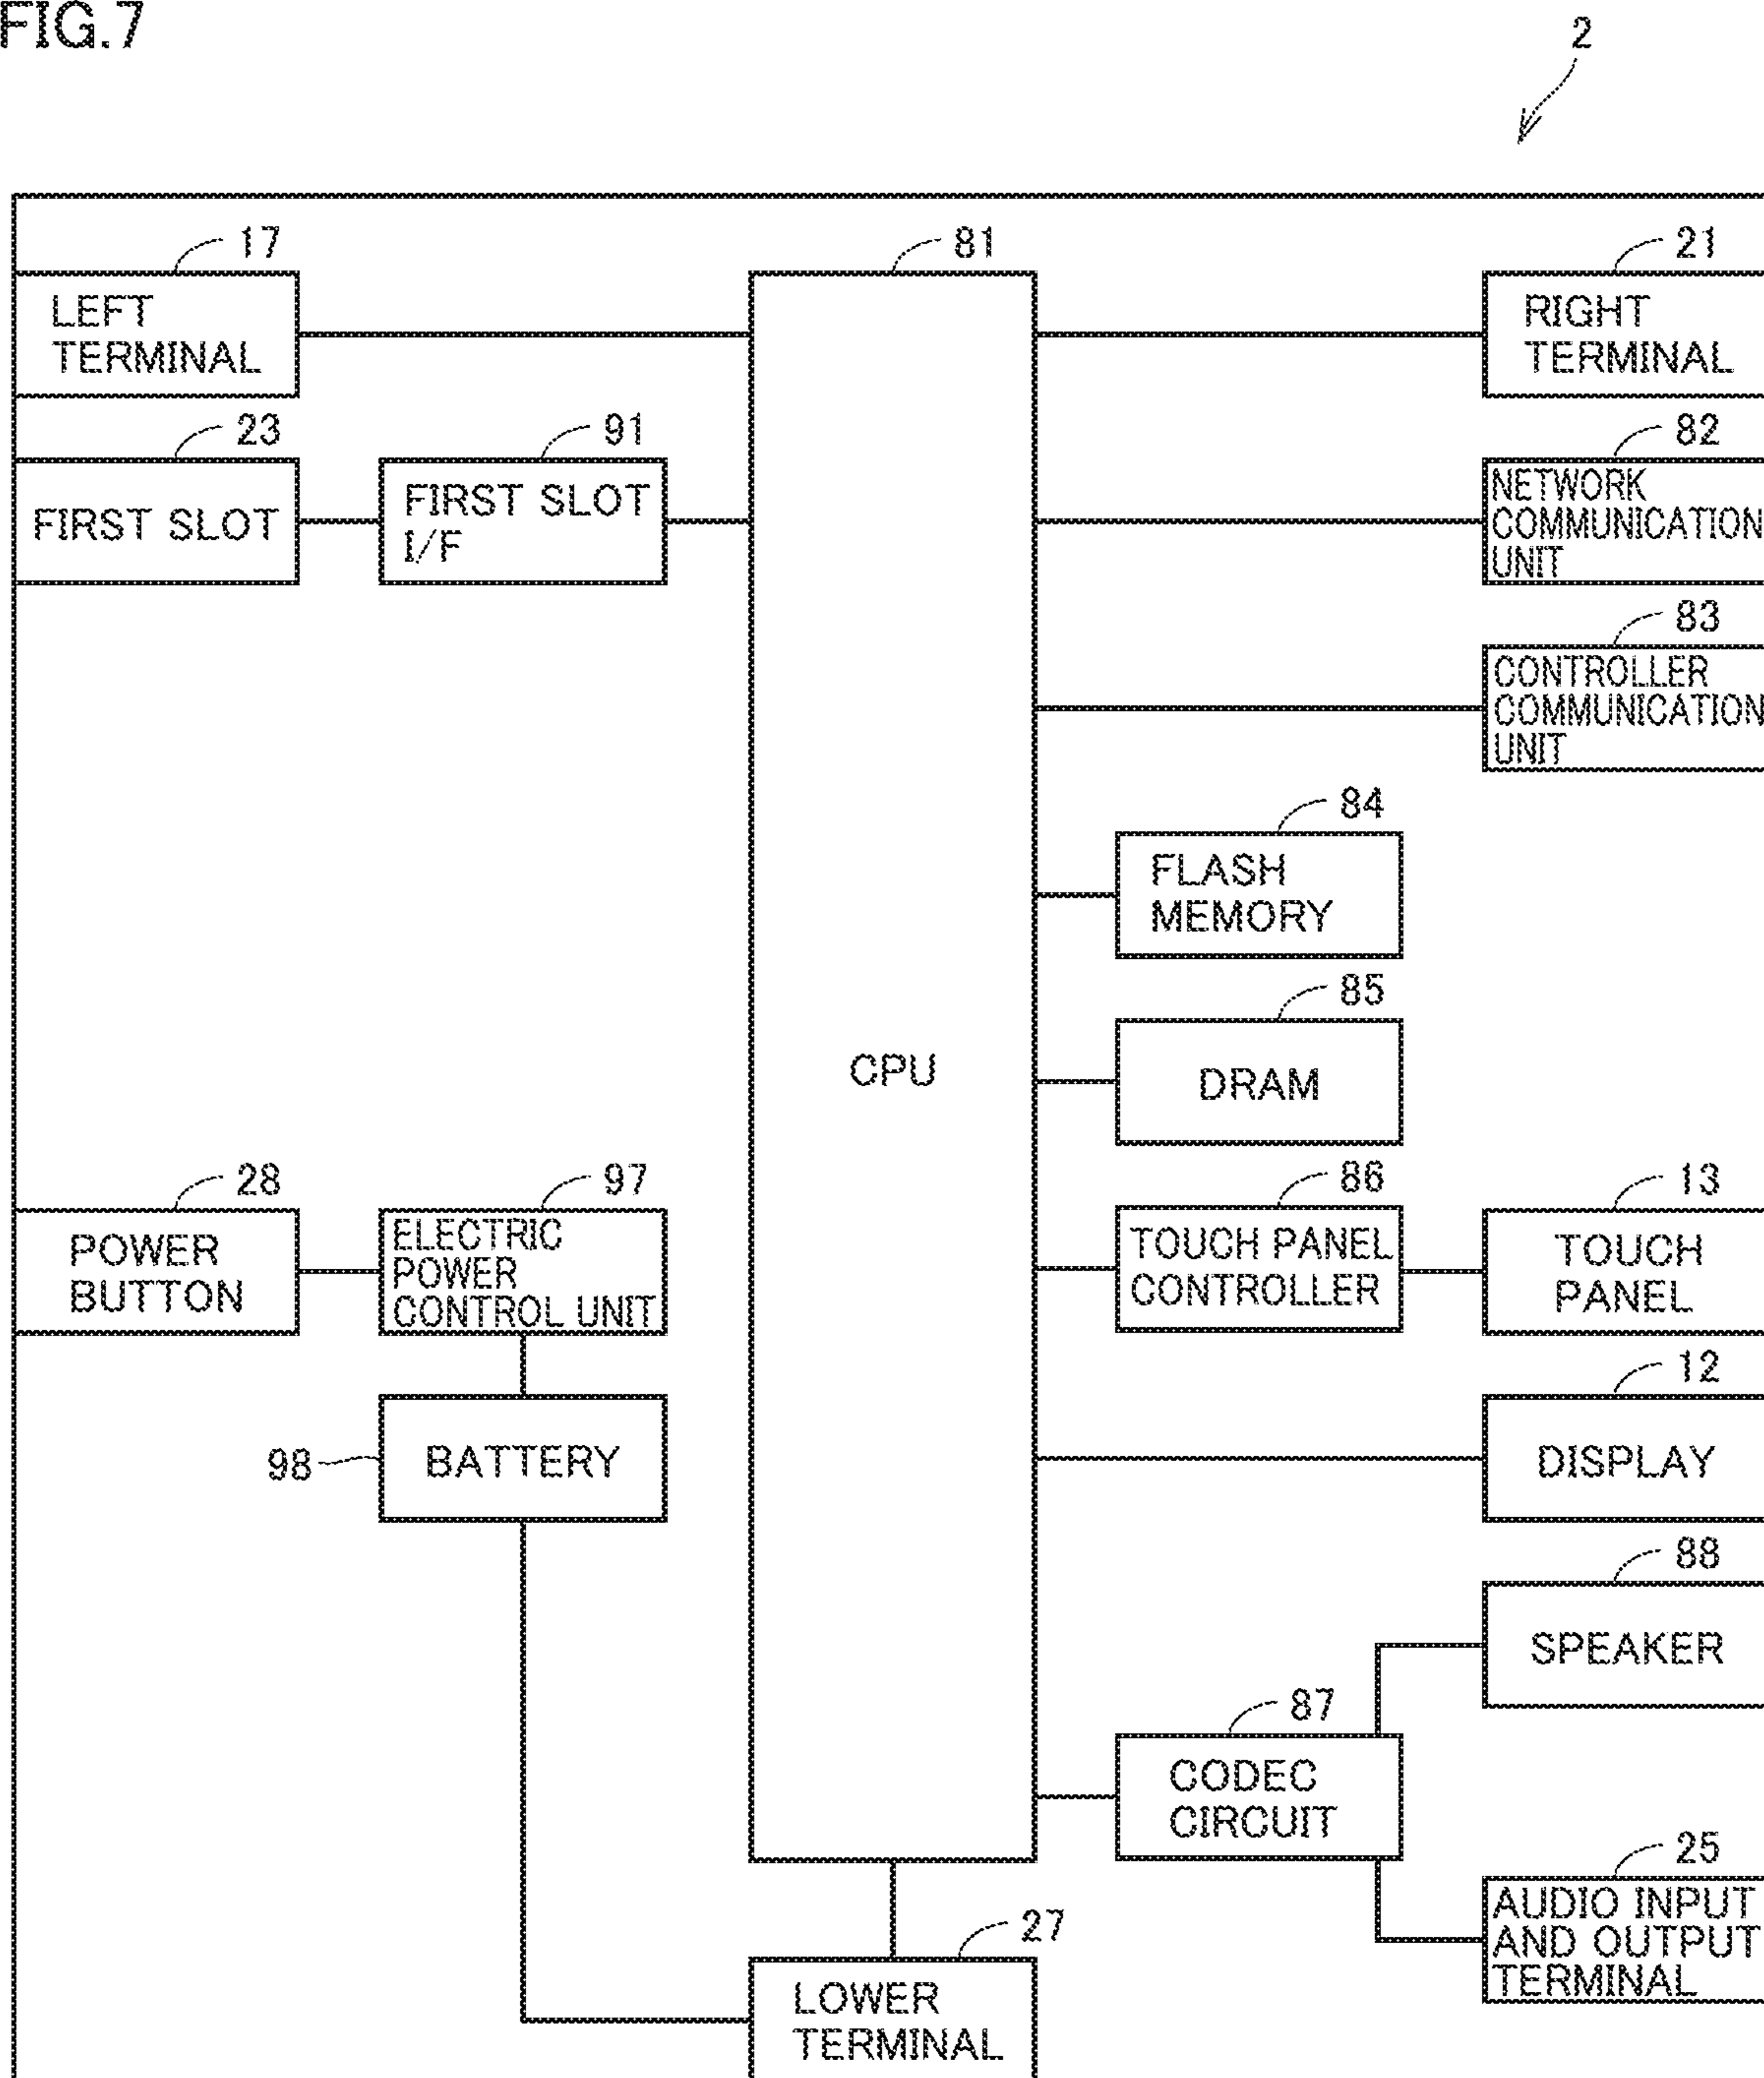 FIG.7
2
17
LEFT
TERMINAL
81
21
RIGHT
TERMINAL
23
FIRST SLOT
91
FIRST SLOT
I/F
82
NETWORK
COMMUNICATION
UNIT
83
CONTROLLER
COMMUNICATION
UNIT
84
FLASH
MEMORY
85
CPU
DRAM
28
POWER
BUTTON
97
ELECTRIC
POWER
CONTROL UNIT
86
TOUCH PANEL
CONTROLLER
13
TOUCH
PANEL
98
BATTERY
12
DISPLAY
88
SPEAKER
87
CODEC
CIRCUIT
25
AUDIO INPUT
AND OUTPUT
TERMINAL
27
LOWER
TERMINAL